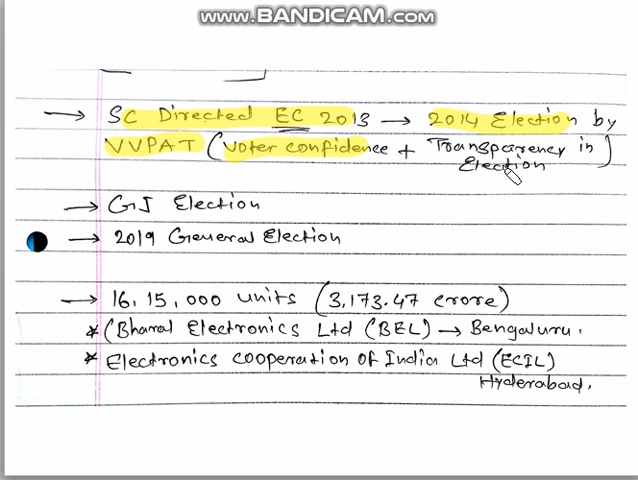 WWW.BANDICAM.COM
→ SC Directed EC 2013 → 2014 Election by
VVPAT (Voter confidence + Transparency in Election)
→ GJ Election
→ 2019 General Election
→ 16,15,000 units (3,173.47 crore)
* (Bharat Electronics Ltd (BEL) → Bengaluru.
* Electronics cooperation of India Ltd (ECIL)
Hyderabad.